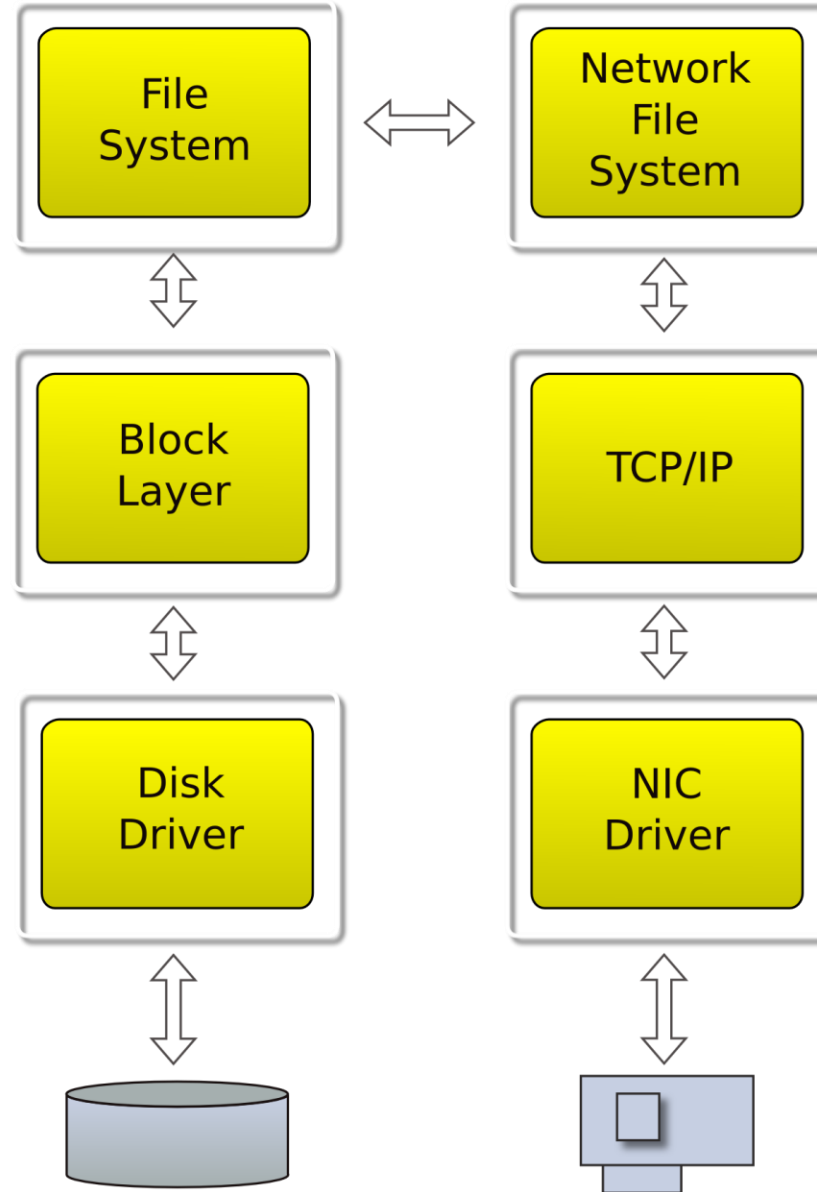 File
System
Network
File
System
Block
Layer
TCP/IP
Disk
Driver
NIC
Driver